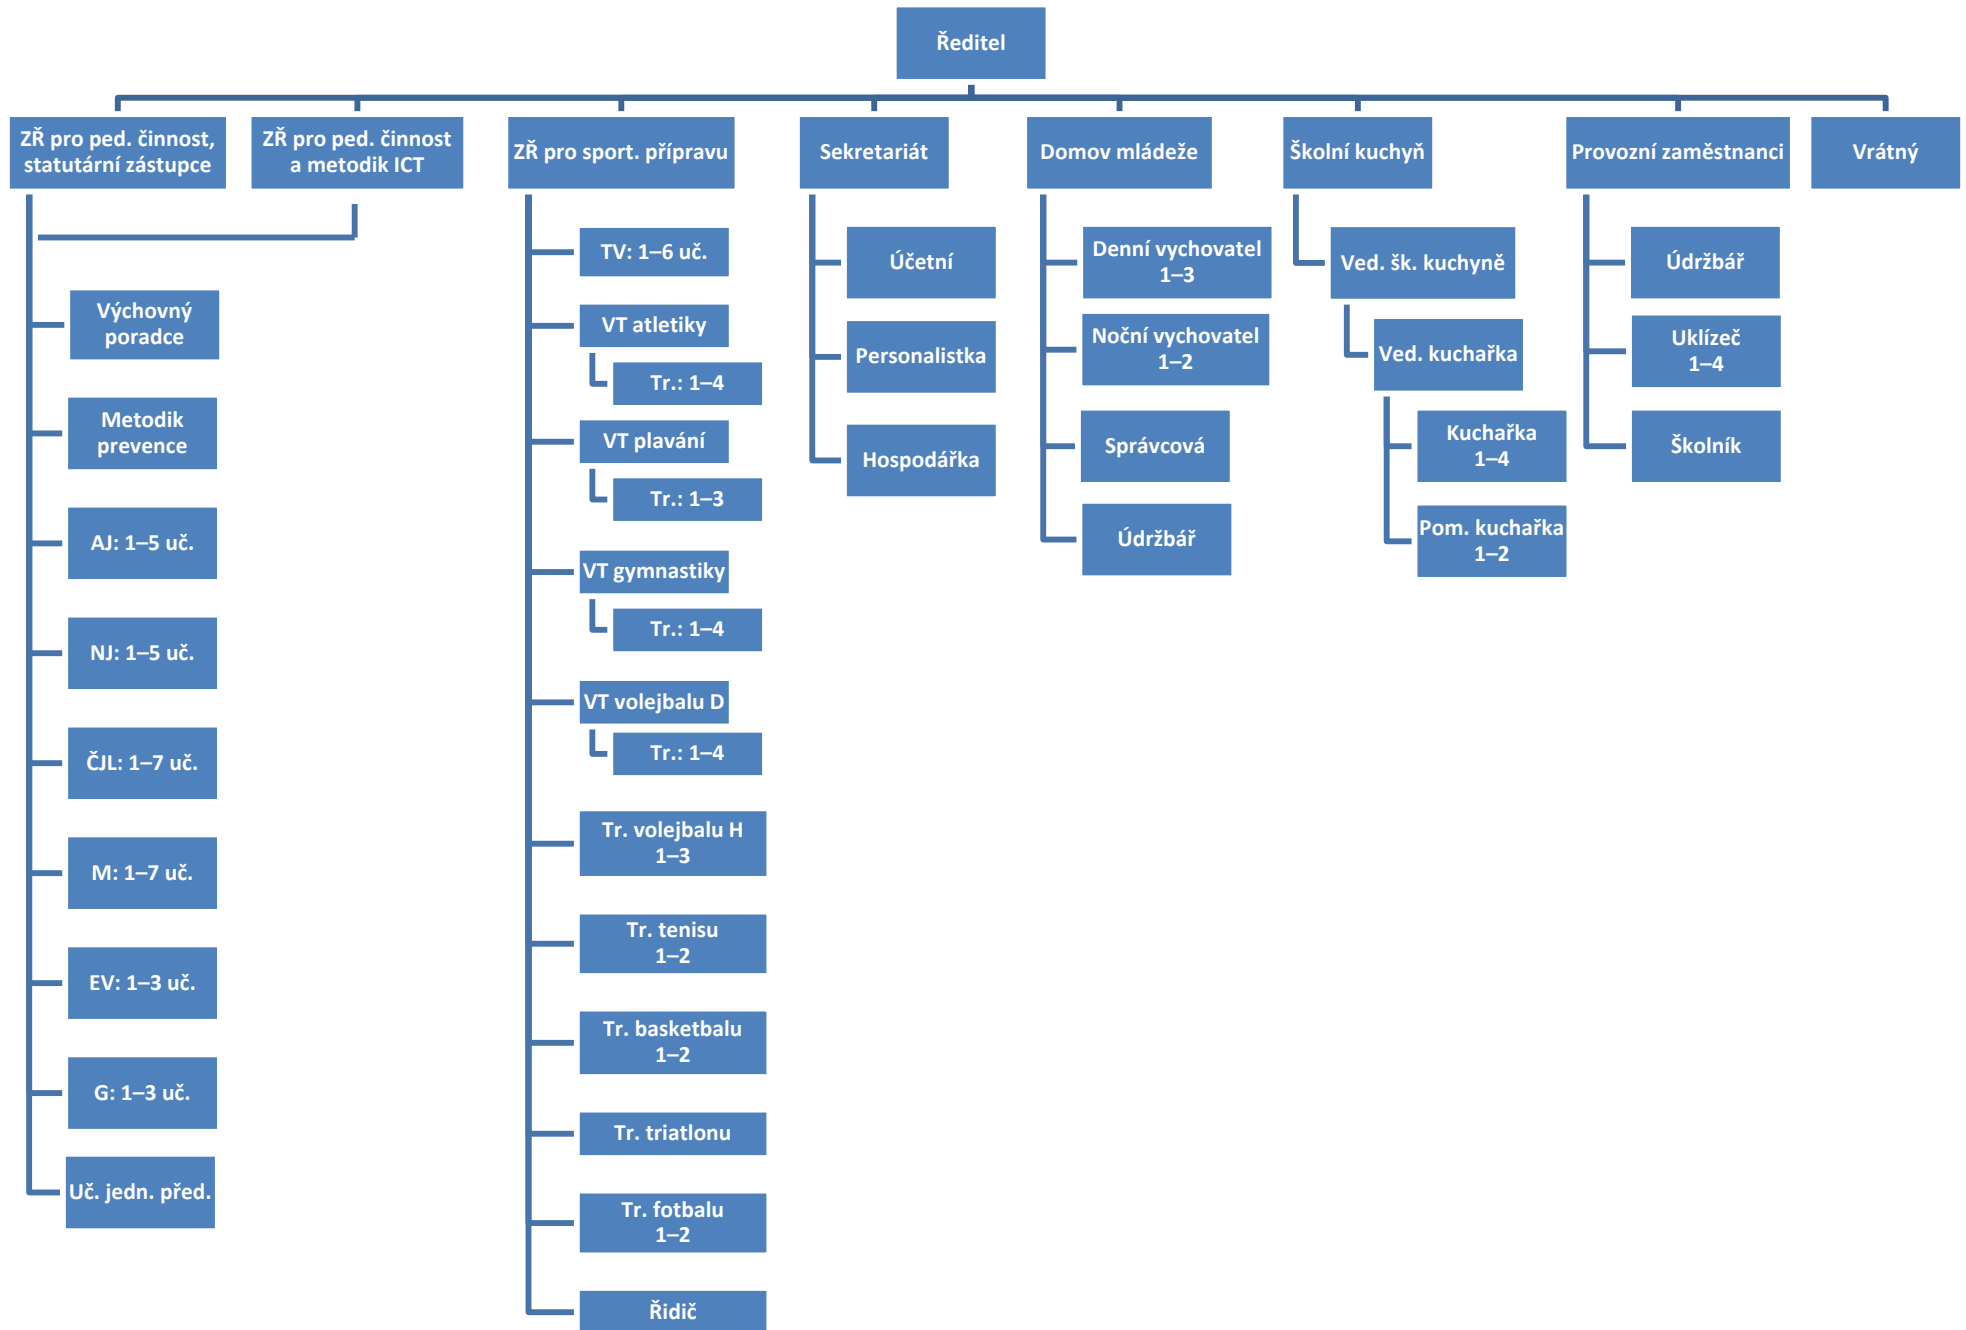 Ředitel
ZŘ pro ped. činnost,
statutární zástupce
ZŘ pro ped. činnost
a metodik ICT
ZŘ pro sport. přípravu
Sekretariát
Domov mládeže
Školní kuchyň
Provozní zaměstnanci
Vrátný
Výchovný
poradce
Metodik
prevence
AJ: 1–5 uč.
NJ: 1–5 uč.
ČJL: 1–7 uč.
M: 1–7 uč.
EV: 1–3 uč.
G: 1–3 uč.
Uč. jedn. před.
TV: 1–6 uč.
VT atletiky
Tr.: 1–4
VT plavání
Tr.: 1–3
VT gymnastiky
Tr.: 1–4
VT volejbalu D
Tr.: 1–4
Tr. volejbalu H
1–3
Tr. tenisu
1–2
Tr. basketbalu
1–2
Tr. triatlonu
Tr. fotbalu
1–2
Řidič
Účetní
Personalistka
Hospodářka
Denní vychovatel
1–3
Noční vychovatel
1–2
Správcová
Údržbář
Ved. šk. kuchyně
Ved. kuchařka
Kuchařka
1–4
Pom. kuchařka
1–2
Údržbář
Uklízeč
1–4
Školník